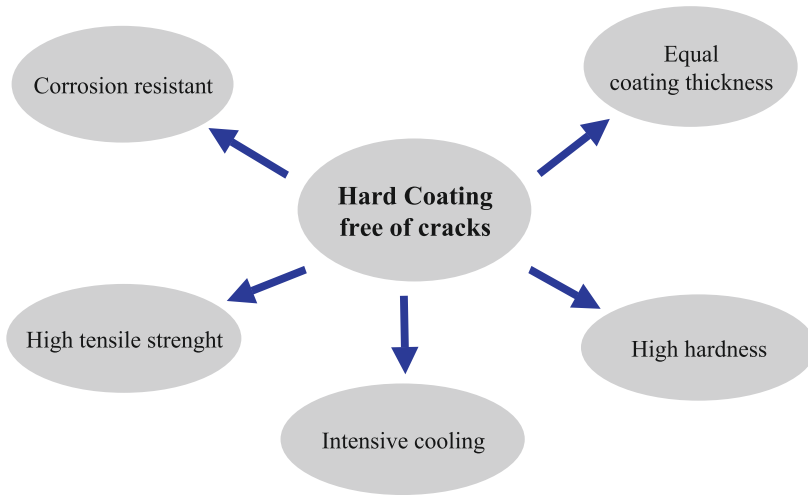 Corrosion resistant
Equal
coating thickness
Hard Coating
free of cracks
High tensile strenght
High hardness
Intensive cooling